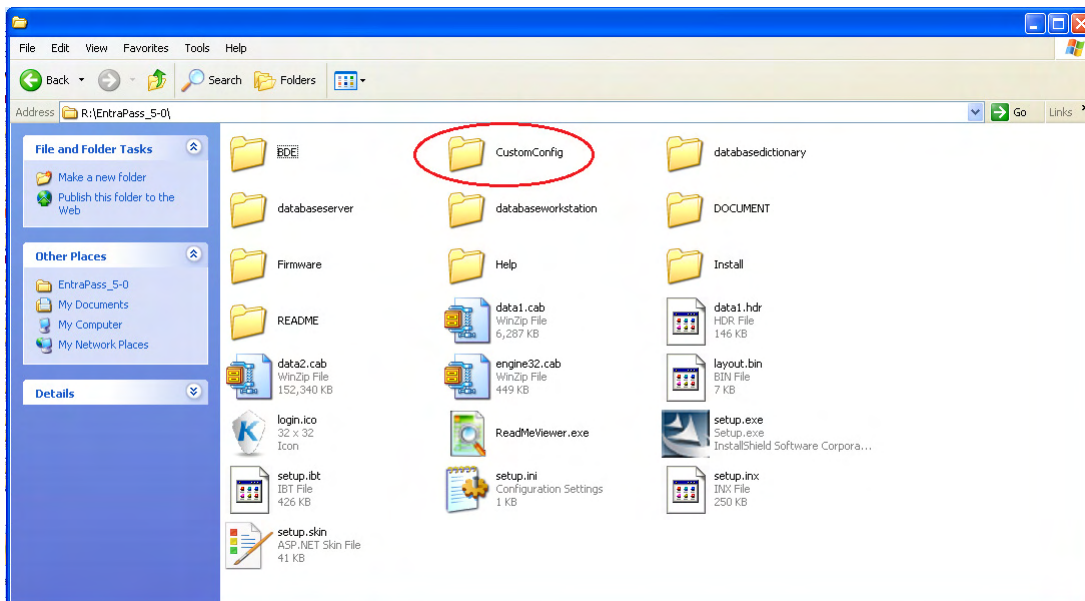 File Edit View Favorites Tools Help
Back Search Folders
Address R:\EntraPass_5-0\ Go Links
File and Folder Tasks
Make a new folder
Publish this folder to the
Web
Other Places
EntraPass_5-0
My Documents
My Computer
My Network Places
Details
BDE
CustomConfig
databasedictionary
databaseserver
databaseworkstation
DOCUMENT
Firmware
Help
Install
README
data1.cab
WinZip File
6,287 KB
data1.hdr
HDR File
146 KB
data2.cab
WinZip File
152,340 KB
engine32.cab
WinZip File
449 KB
layout.bin
BIN File
7 KB
login.ico
32 x 32
Icon
ReadMeViewer.exe
setup.exe
Setup.exe
InstallShield Software Corpora...
setup.ibt
IBT File
426 KB
setup.ini
Configuration Settings
1 KB
setup.inx
INX File
250 KB
setup.skin
ASP.NET Skin File
41 KB